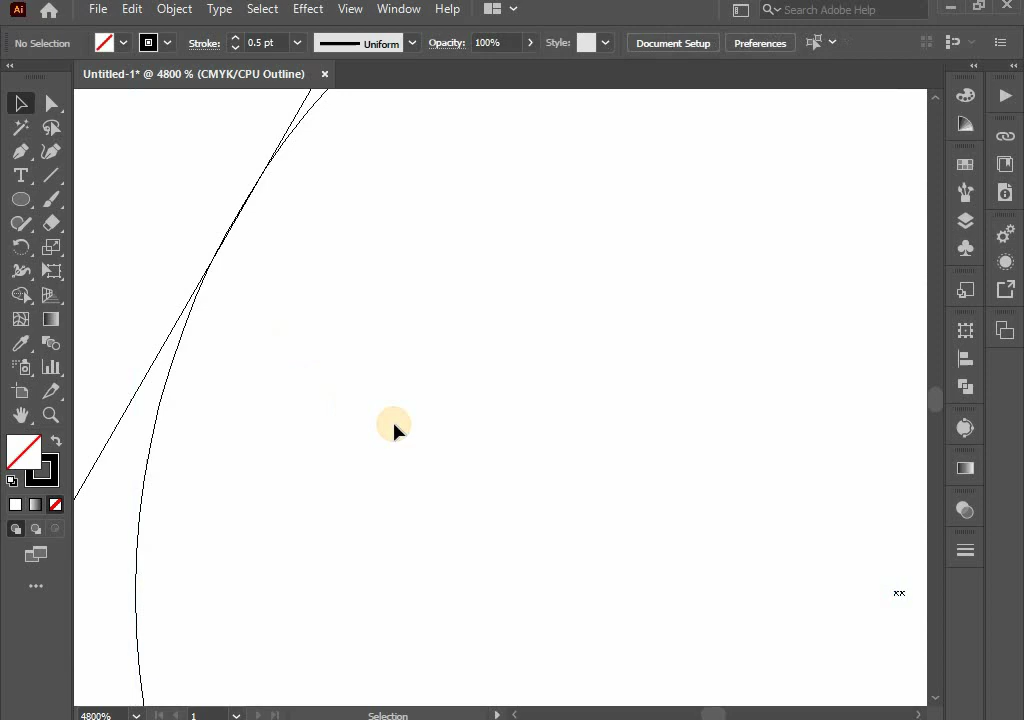 Ai File Edit Object Type Select Effect View Window Help Search Adobe Help
No Selection Stroke: 0.5 pt Uniform Opacity: 100% Style: Document Setup Preferences
Untitled-1* @ 4800 % (CMYK/CPU Outline) ×
4800% 1 Selection